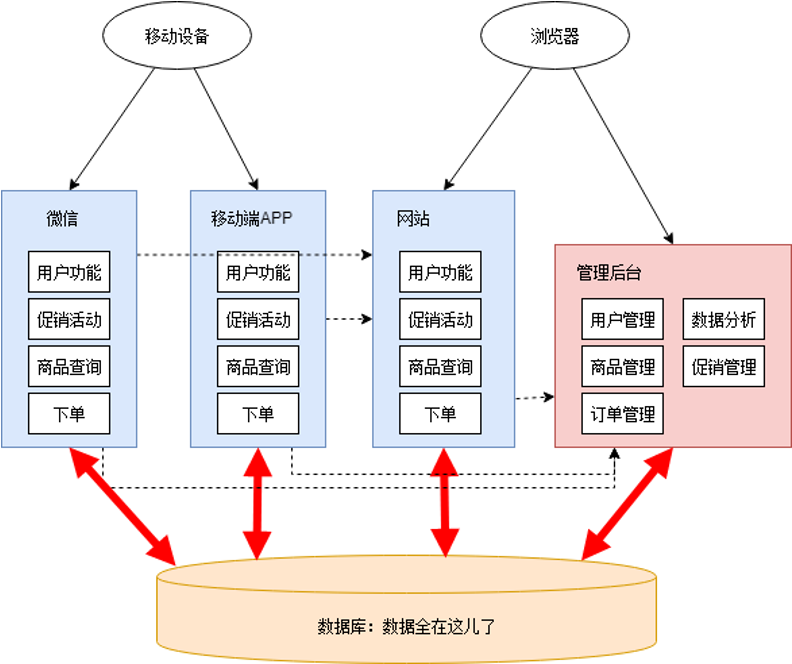 移动设备
浏览器
微信
用户功能
促销活动
商品查询
下单
移动端APP
用户功能
促销活动
商品查询
下单
网站
用户功能
促销活动
商品查询
下单
管理后台
用户管理
数据分析
商品管理
促销管理
订单管理
数据库：数据全在这儿了